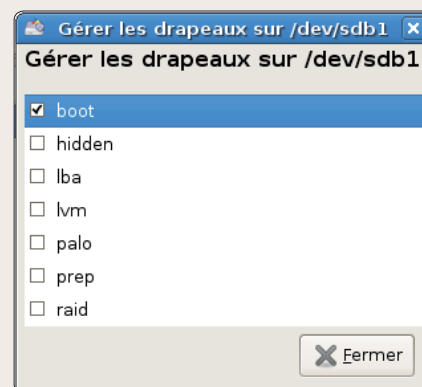 Gérer les drapeaux sur /dev/sdb1
Gérer les drapeaux sur /dev/sdb1
boot
hidden
lba
lvm
palo
prep
raid
Fermer